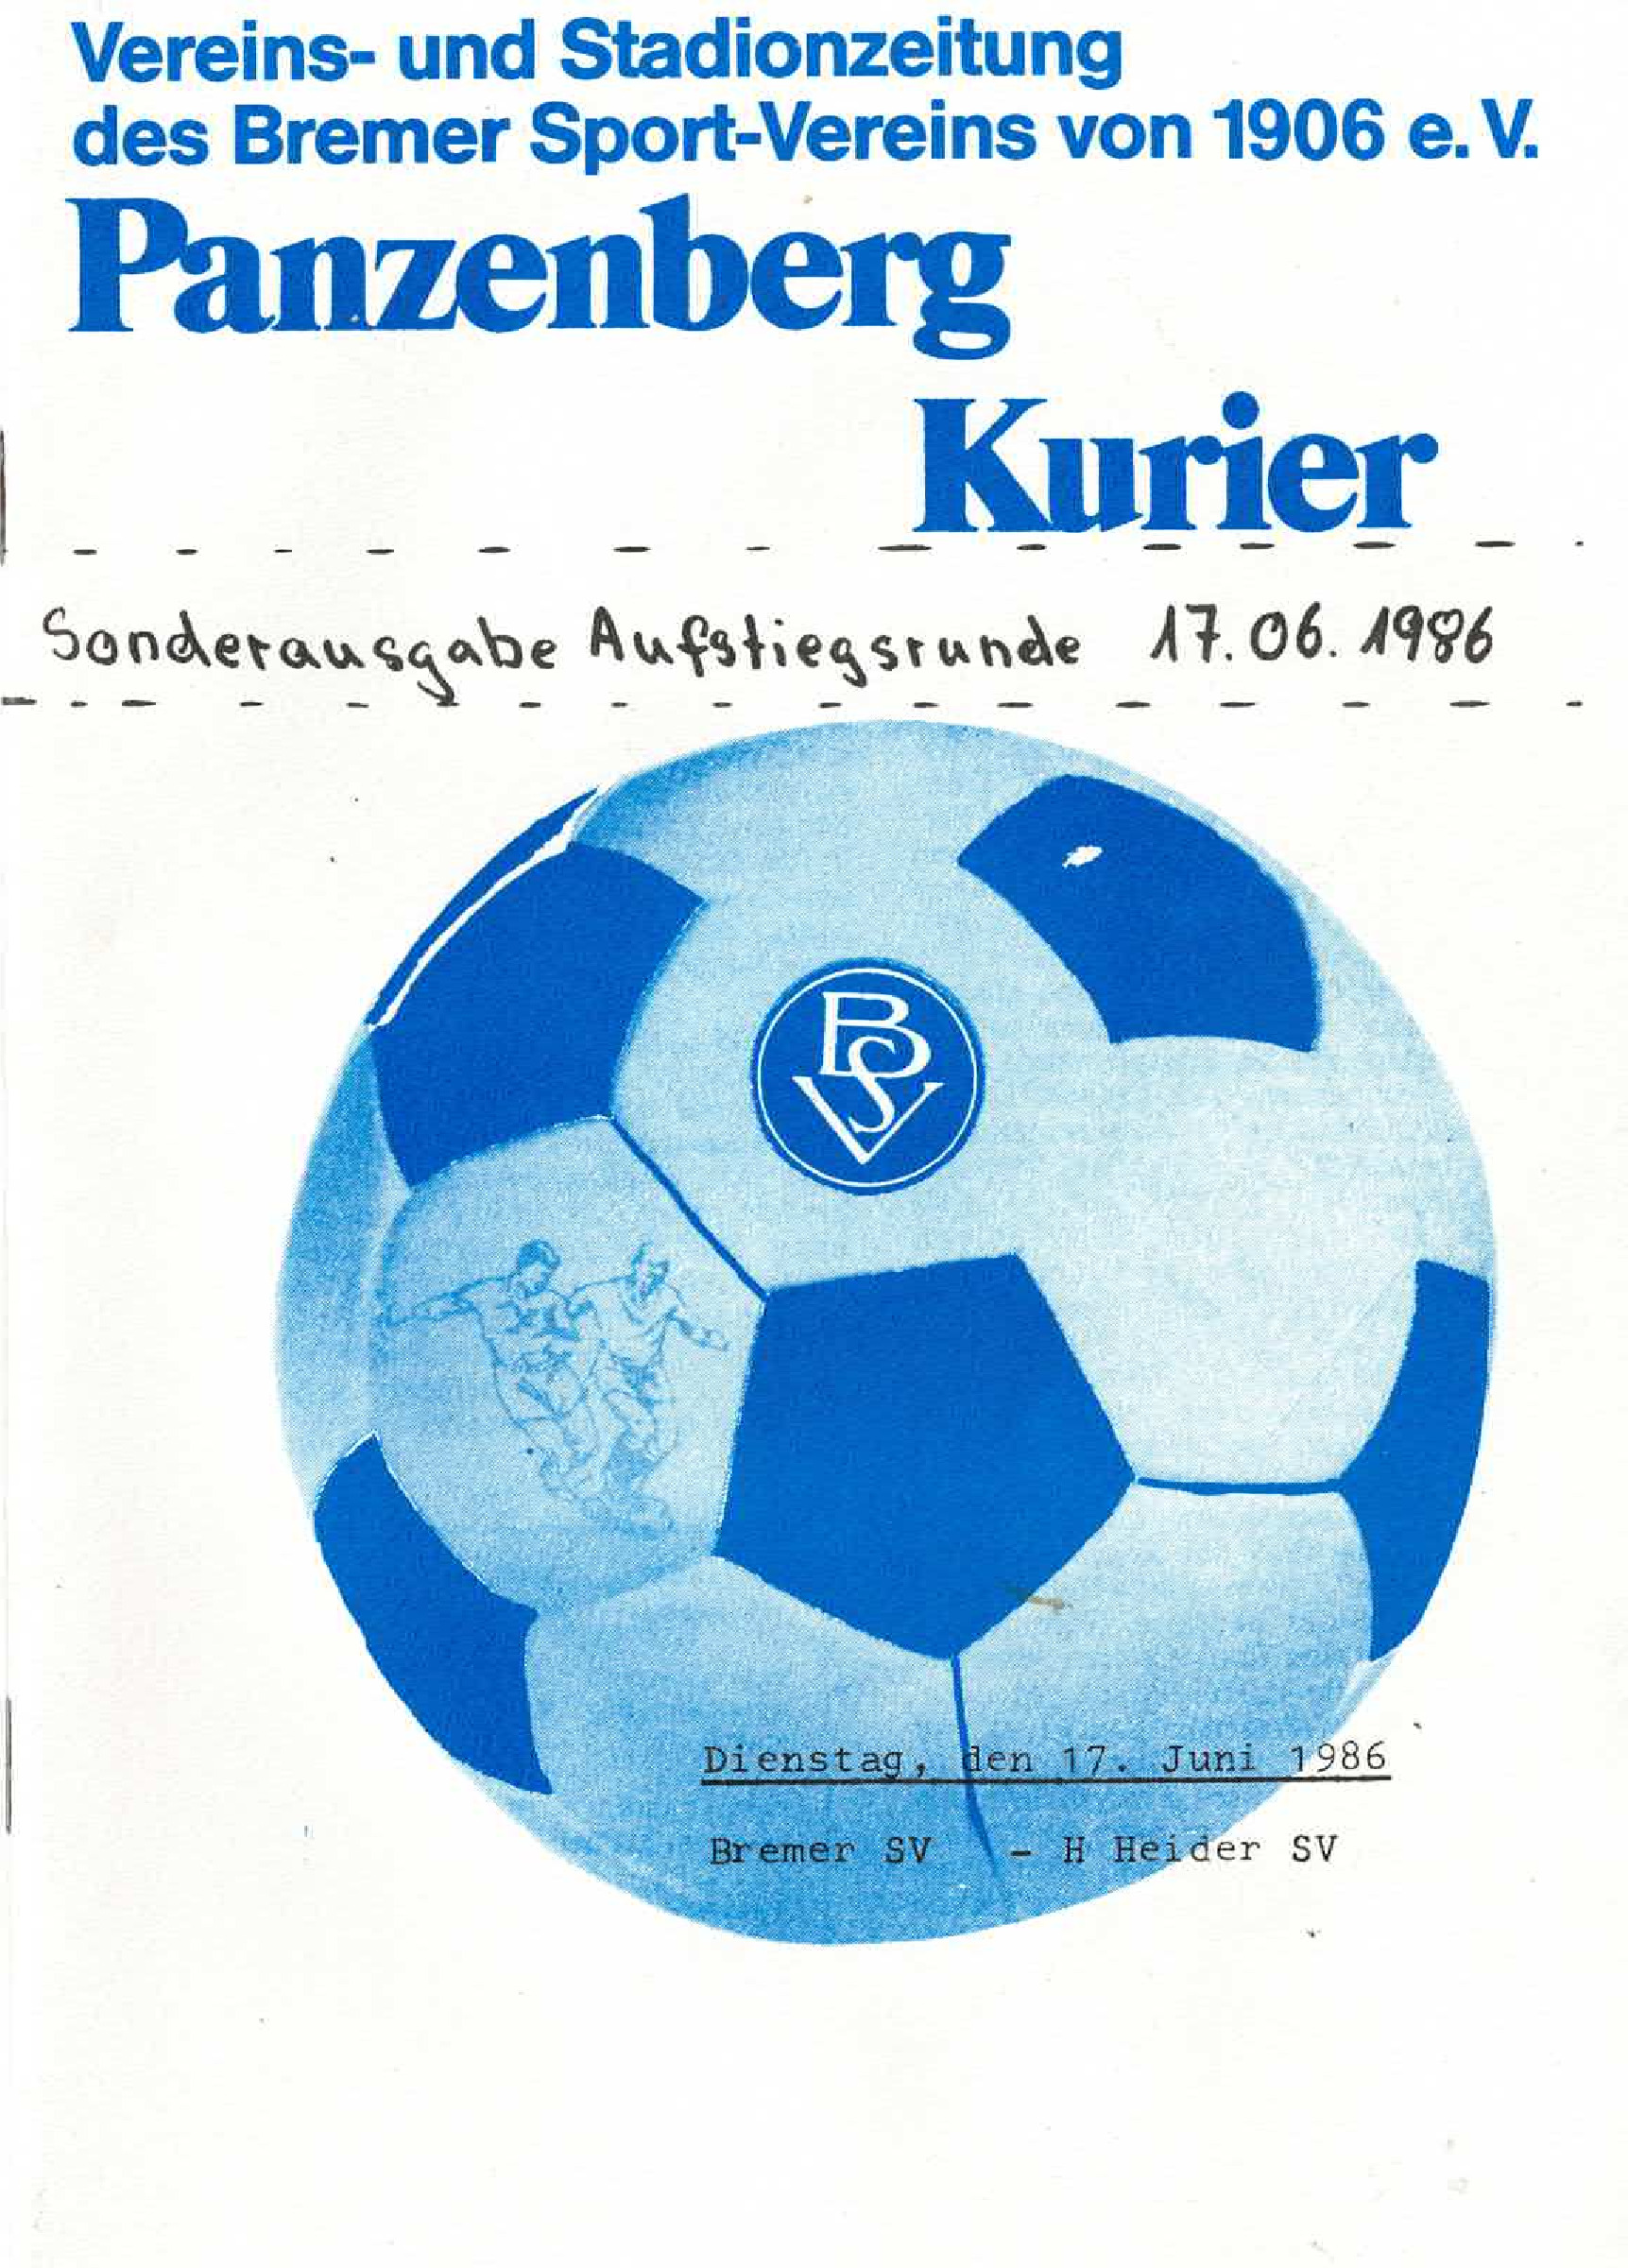 Vereins- und Stadionzeitung
des Bremer Sport-Vereins von 1906 e. V.
Panzenberg
Kurier
Sonderausgabe Aufstiegsrunde 17.06.1986
BSV
Dienstag, den 17. Juni 1986
Bremer SV - H Heider SV